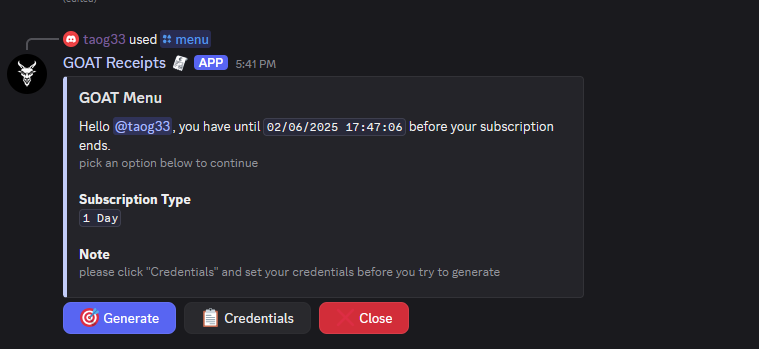 (edited)
taog33 used menu
GOAT Receipts APP 5:41 PM
GOAT Menu
Hello @taog33, you have until 02/06/2025 17:47:06 before your subscription
ends.
pick an option below to continue
Subscription Type
1 Day
Note
please click "Credentials" and set your credentials before you try to generate
Generate Credentials Close